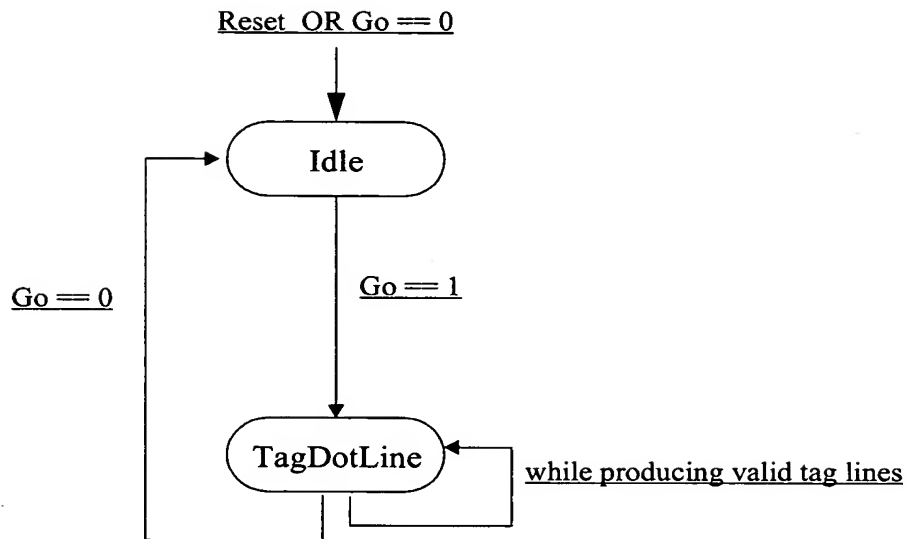 Reset OR Go == 0
Idle
Go == 0
Go == 1
TagDotLine
while producing valid tag lines